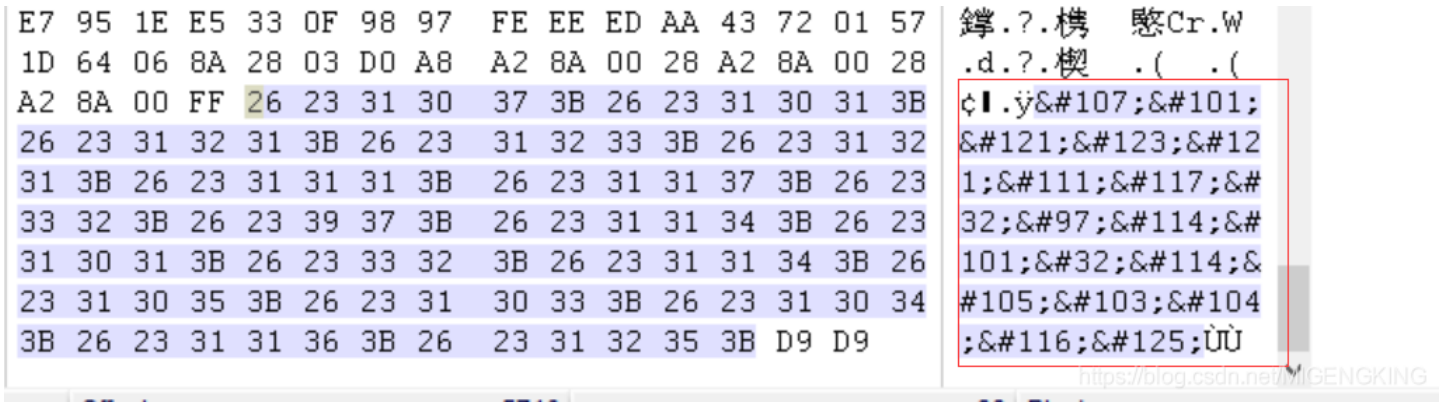 E7 95 1E E5 33 0F 98 97 FE EE ED AA 43 72 01 57 鐣.?.槜 慜Cr.W
1D 64 06 8A 28 03 D0 A8 A2 8A 00 28 A2 8A 00 28 .d.?.楔 .( .(
A2 8A 00 FF 26 23 31 30 37 3B 26 23 31 30 31 3B ¢▌.ÿ&#107;&#101;
26 23 31 32 31 3B 26 23 31 32 33 3B 26 23 31 32 &#121;&#123;&#12
31 3B 26 23 31 31 31 3B 26 23 31 31 37 3B 26 23 1;&#111;&#117;&#
33 32 3B 26 23 39 37 3B 26 23 31 31 34 3B 26 23 32;&#97;&#114;&#
31 30 31 3B 26 23 33 32 3B 26 23 31 31 34 3B 26 101;&#32;&#114;&
23 31 30 35 3B 26 23 31 30 33 3B 26 23 31 30 34 #105;&#103;&#104
3B 26 23 31 31 36 3B 26 23 31 32 35 3B D9 D9 ;&#116;&#125;ÙÙ
https://blog.csdn.net/MIGENGKING